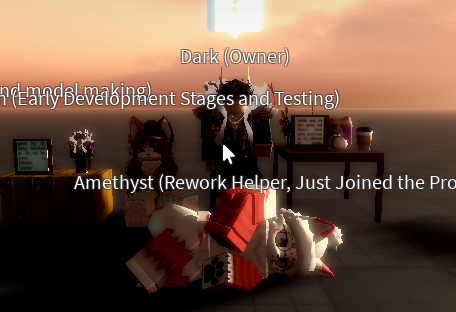 Dark (Owner)
nd model making)
n (Early Development Stages and Testing)
Amethyst (Rework Helper, Just Joined the Pro